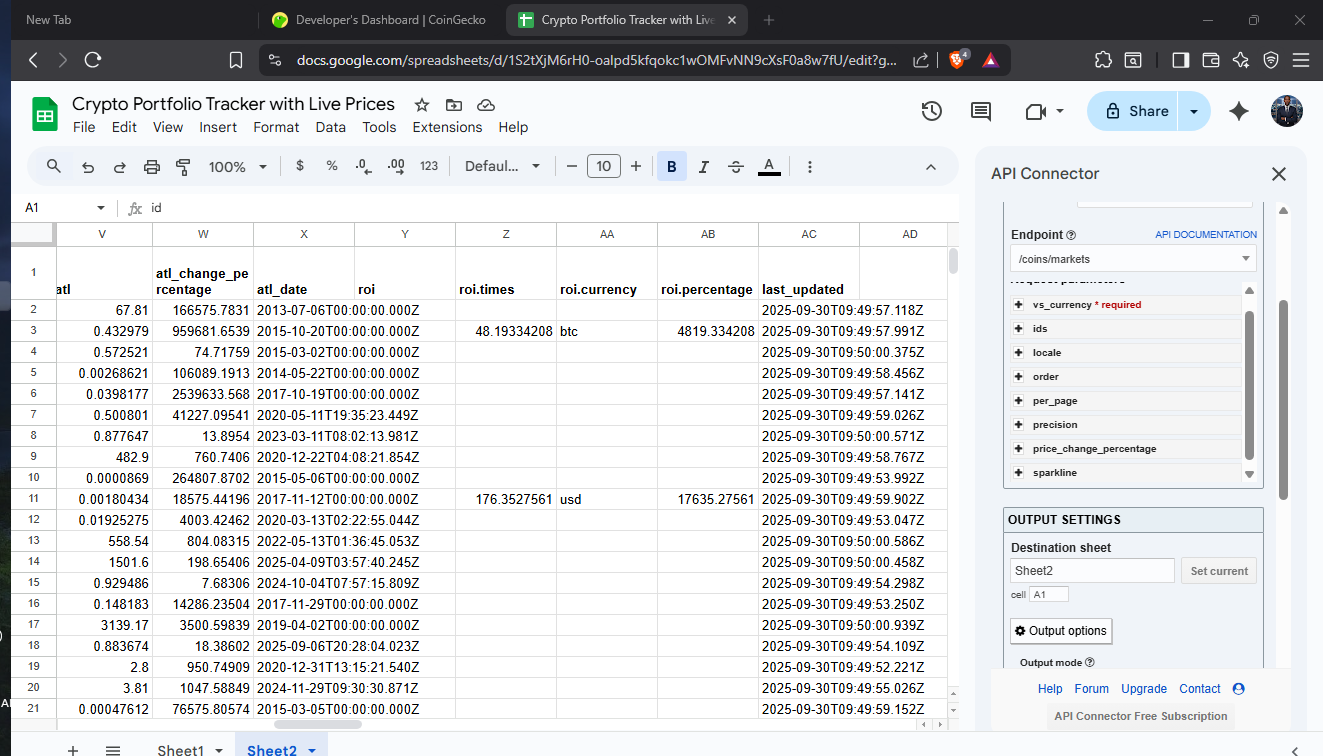 New Tab
Developer's Dashboard | CoinGecko
Crypto Portfolio Tracker with Live
docs.google.com/spreadsheets/d/1S2tXjM6rH0-oalpd5kfqokc1wOMFvNN9cXsF0a8w7fU/edit?g...
4
Crypto Portfolio Tracker with Live Prices
File Edit View Insert Format Data Tools Extensions Help
Share
100% $ % .0 .00 123 Defaul... 10 B I S A
API Connector
A1 fx id
V W X Y Z AA AB AC AD
1 atl atl_change_pe
rcentage atl_date roi roi.times roi.currency roi.percentage last_updated
2 67.81 166575.7831 2013-07-06T00:00:00.000Z 2025-09-30T09:49:57.118Z
3 0.432979 959681.6539 2015-10-20T00:00:00.000Z 48.19334208 btc 4819.334208 2025-09-30T09:49:57.991Z
4 0.572521 74.71759 2015-03-02T00:00:00.000Z 2025-09-30T09:50:00.375Z
5 0.00268621 106089.1913 2014-05-22T00:00:00.000Z 2025-09-30T09:49:58.456Z
6 0.0398177 2539633.568 2017-10-19T00:00:00.000Z 2025-09-30T09:49:57.141Z
7 0.500801 41227.09541 2020-05-11T19:35:23.449Z 2025-09-30T09:49:59.026Z
8 0.877647 13.8954 2023-03-11T08:02:13.981Z 2025-09-30T09:50:00.571Z
9 482.9 760.7406 2020-12-22T04:08:21.854Z 2025-09-30T09:49:58.767Z
10 0.0000869 264807.8702 2015-05-06T00:00:00.000Z 2025-09-30T09:49:53.992Z
11 0.00180434 18575.44196 2017-11-12T00:00:00.000Z 176.3527561 usd 17635.27561 2025-09-30T09:49:59.902Z
12 0.01925275 4003.42462 2020-03-13T02:22:55.044Z 2025-09-30T09:49:53.047Z
13 558.54 804.08315 2022-05-13T01:36:45.053Z 2025-09-30T09:50:00.586Z
14 1501.6 198.65406 2025-04-09T03:57:40.245Z 2025-09-30T09:50:00.458Z
15 0.929486 7.68306 2024-10-04T07:57:15.809Z 2025-09-30T09:49:54.298Z
16 0.148183 14286.23504 2017-11-29T00:00:00.000Z 2025-09-30T09:49:53.250Z
17 3139.17 3500.59839 2019-04-02T00:00:00.000Z 2025-09-30T09:50:00.939Z
18 0.883674 18.38602 2025-09-06T20:28:04.023Z 2025-09-30T09:49:54.109Z
19 2.8 950.74909 2020-12-31T13:15:21.540Z 2025-09-30T09:49:52.221Z
20 3.81 1047.58849 2024-11-29T09:30:30.871Z 2025-09-30T09:49:55.026Z
21 0.00047612 76575.80574 2015-03-05T00:00:00.000Z 2025-09-30T09:49:59.152Z
Sheet1 Sheet2
Endpoint API DOCUMENTATION
/coins/markets
Request parameters
vs_currency * required
ids
locale
order
per_page
precision
price_change_percentage
sparkline
OUTPUT SETTINGS
Destination sheet
Sheet2 Set current
cell A1
Output options
Output mode
Help Forum Upgrade Contact
API Connector Free Subscription